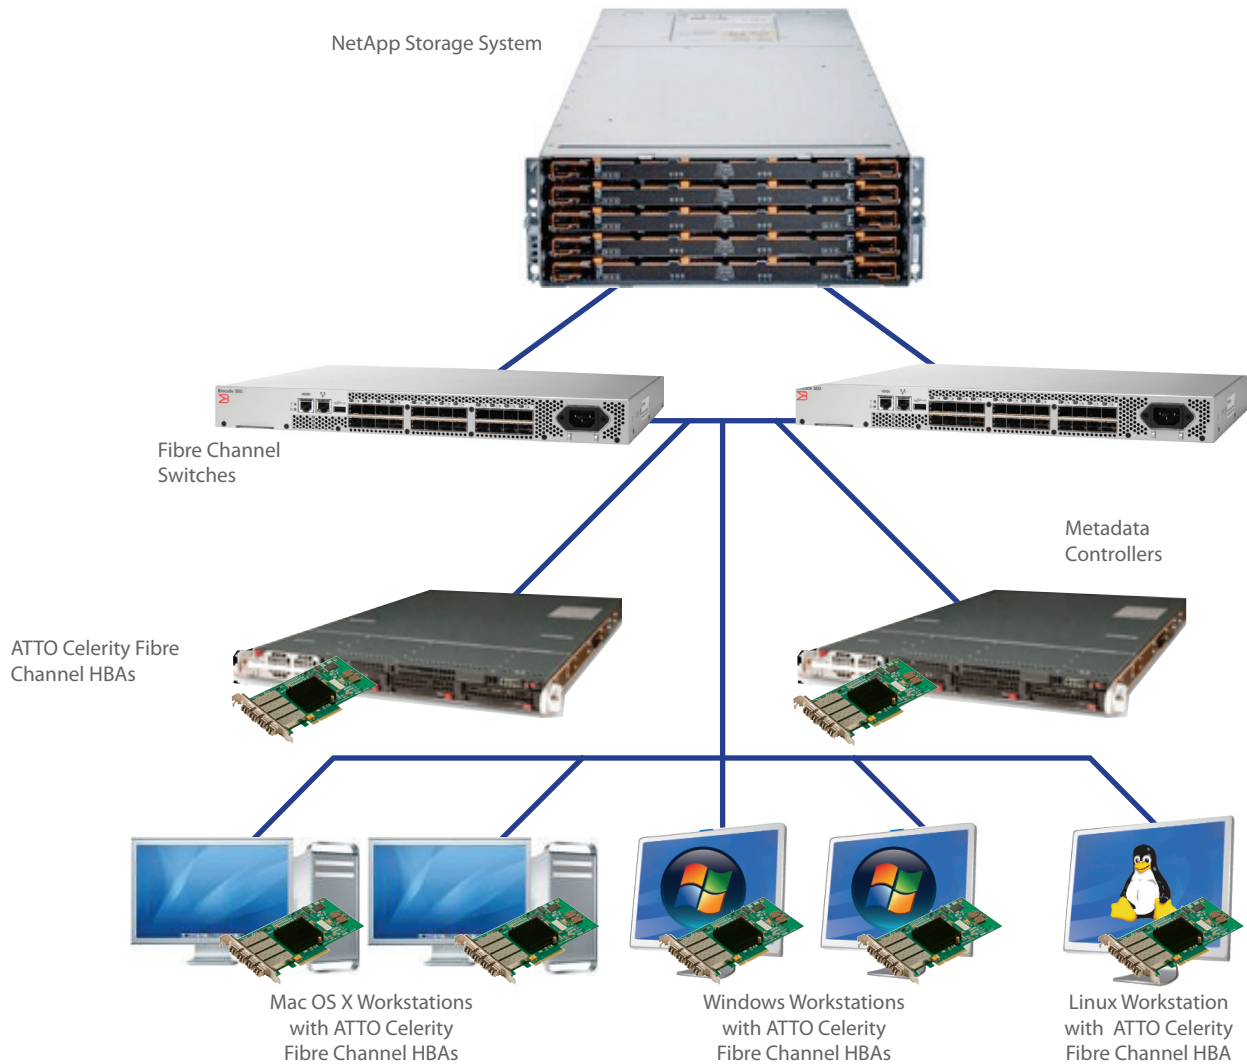 NetApp Storage System
Brocade 300
Fibre Channel
Switches
Metadata
Controllers
ATTO Celerity Fibre
Channel HBAs
Mac OS X Workstations
with ATTO Celerity
Fibre Channel HBAs
Windows Workstations
with ATTO Celerity
Fibre Channel HBAs
Linux Workstation
with ATTO Celerity
Fibre Channel HBA